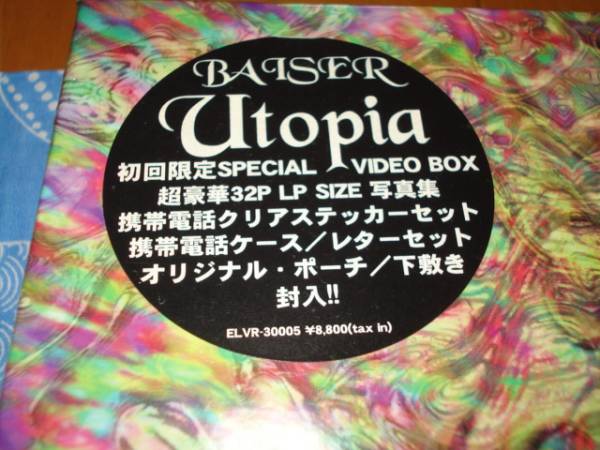 BAISER
Utopia
初回限定SPECIAL VIDEO BOX
超豪華32P LP SIZE 写真集
携帯電話クリアステッカーセット
携帯電話ケース／レターセット
オリジナル・ポーチ／下敷き
封入!!
ELVR-30005 ¥8,800(tax in)